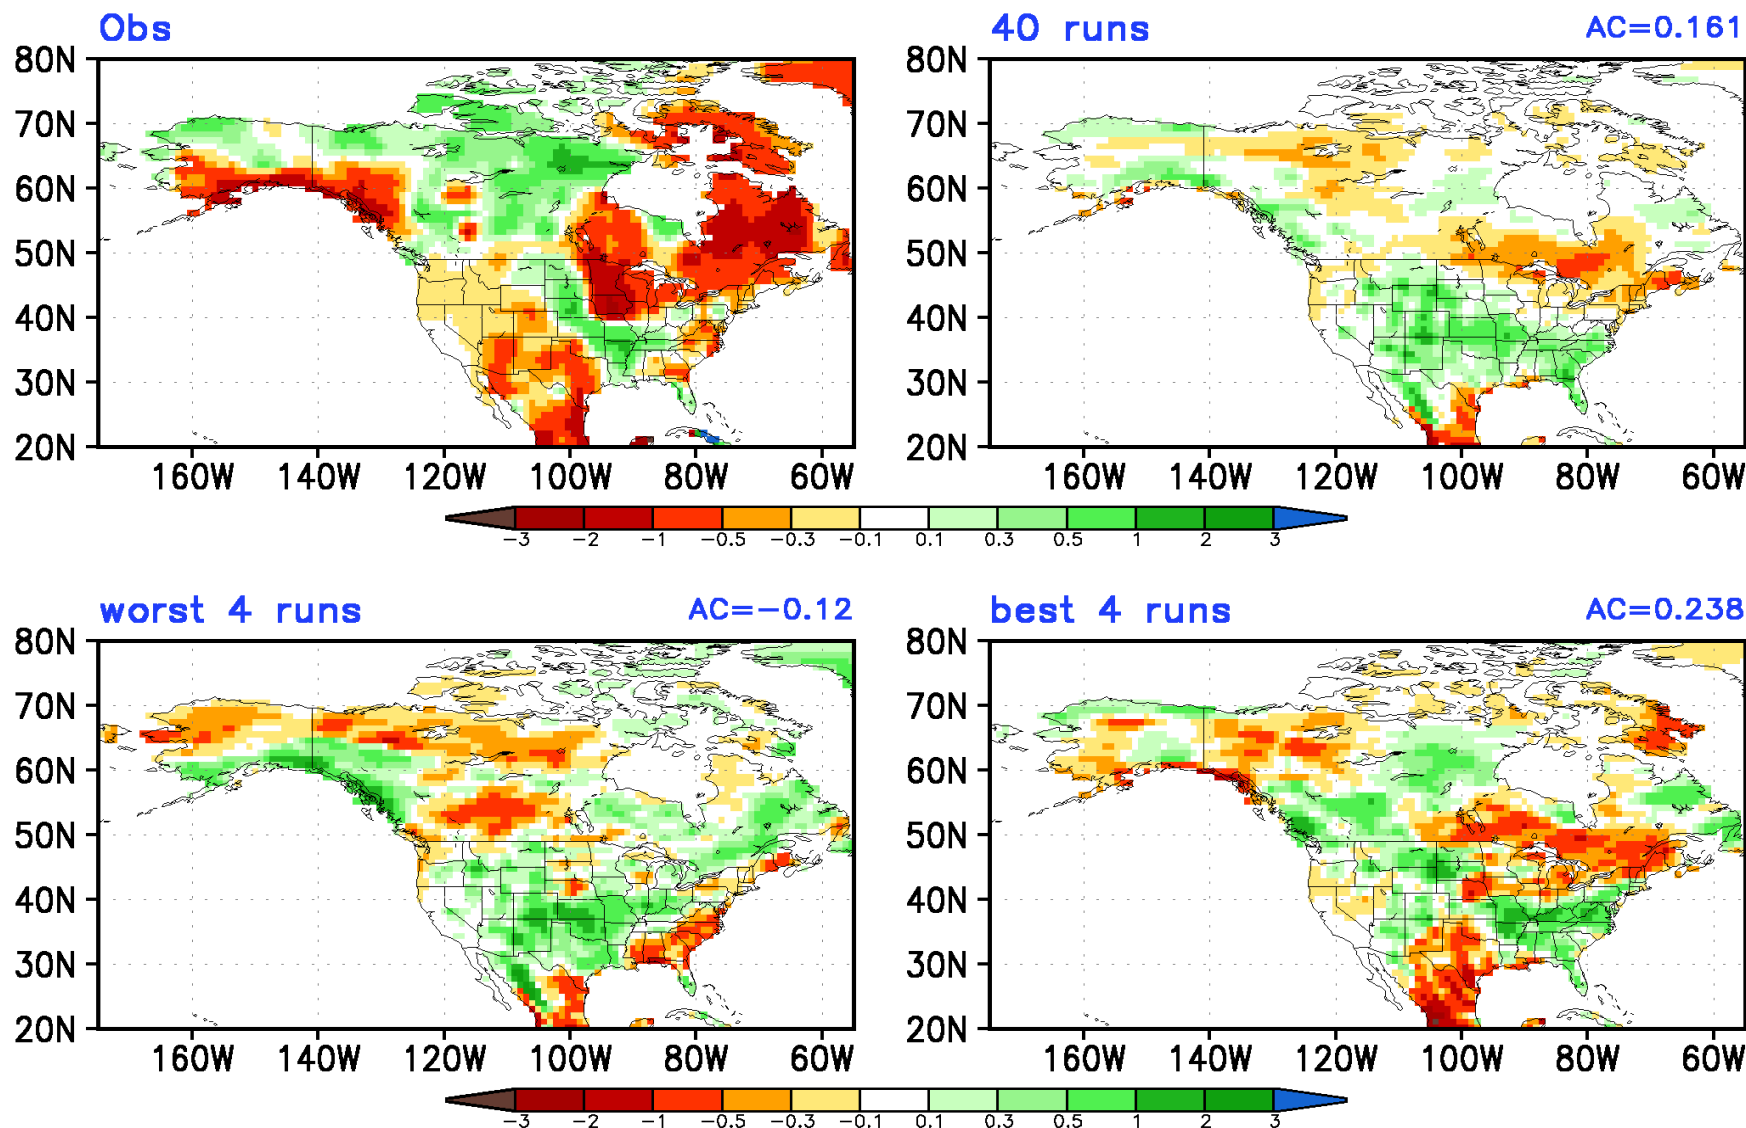 Obs
40 runs AC=0.161
80N 80N
70N 70N
60N 60N
50N 50N
40N 40N
30N 30N
20N 20N
160W 140W 120W 100W 80W 60W 160W 140W 120W 100W 80W 60W
-3 -2 -1 -0.5 -0.3 -0.1 0.1 0.3 0.5 1 2 3
worst 4 runs AC=-0.12
best 4 runs AC=0.238
80N 80N
70N 70N
60N 60N
50N 50N
40N 40N
30N 30N
20N 20N
160W 140W 120W 100W 80W 60W 160W 140W 120W 100W 80W 60W
-3 -2 -1 -0.5 -0.3 -0.1 0.1 0.3 0.5 1 2 3